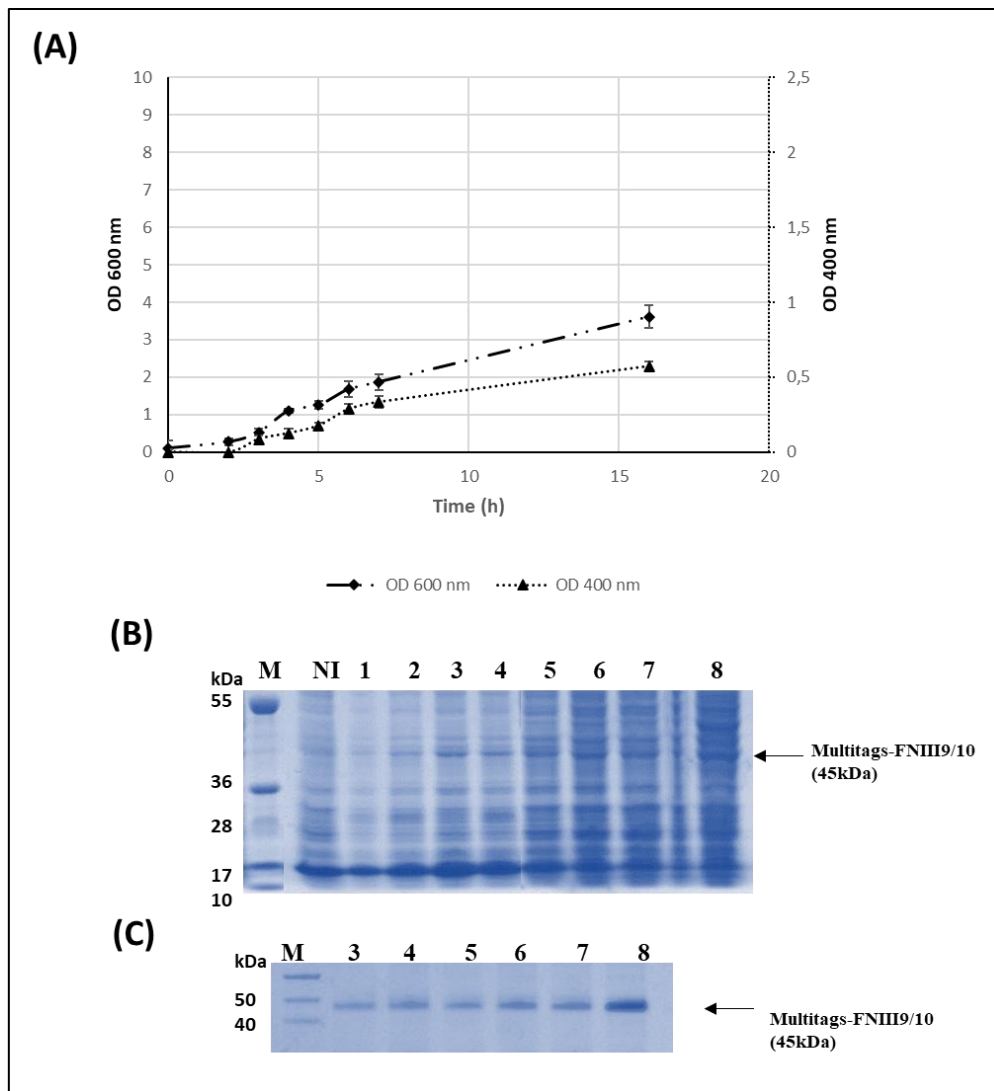 (A)
10
9
8
7
6
5
4
3
2
1
0
OD 600 nm
2,5
2
1,5
1
0,5
0
OD 400 nm
0 5 10 15 20
Time (h)
OD 600 nm OD 400 nm
(B)
kDa M NI 1 2 3 4 5 6 7 8
55
36
28
17
10
Multitags-FNIII9/10
(45kDa)
(C)
kDa M 3 4 5 6 7 8
50
40
Multitags-FNIII9/10
(45kDa)